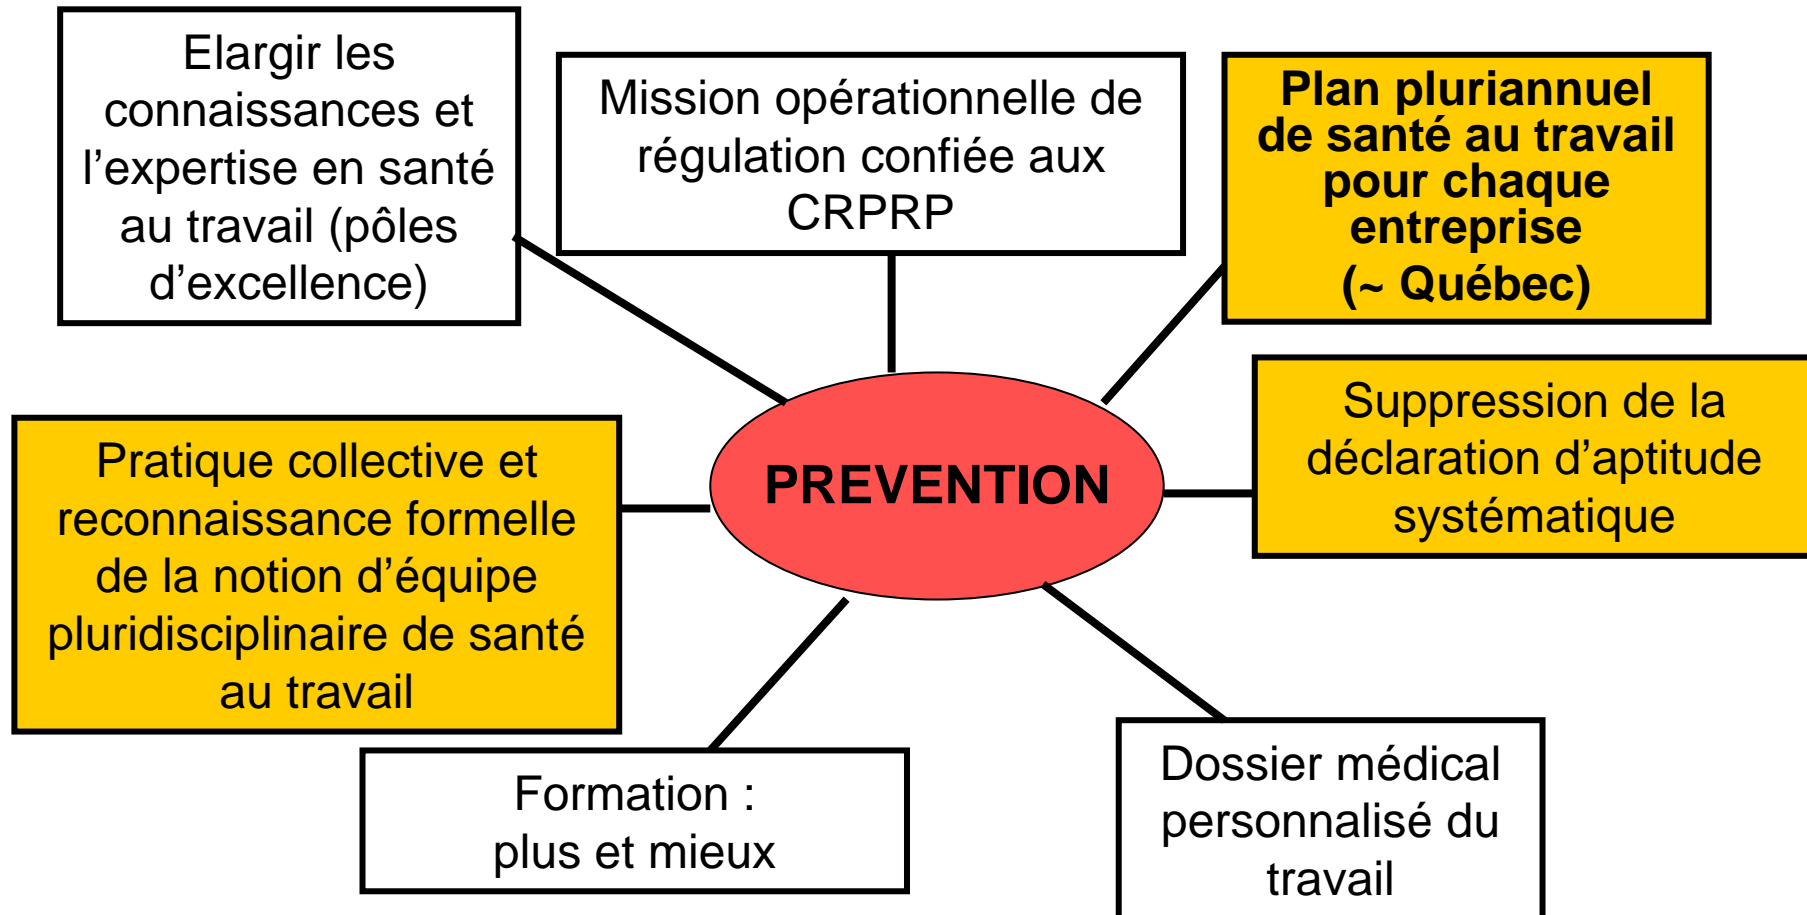 Elargir les
connaissances et
l’expertise en santé
au travail (pôles
d’excellence)
Mission opérationnelle de
régulation confiée aux
CRPRP
Plan pluriannuel
de santé au travail
pour chaque
entreprise
(~ Québec)
Pratique collective et
reconnaissance formelle
de la notion d’équipe
pluridisciplinaire de santé
au travail
PREVENTION
Suppression de la
déclaration d’aptitude
systématique
Formation :
plus et mieux
Dossier médical
personnalisé du
travail